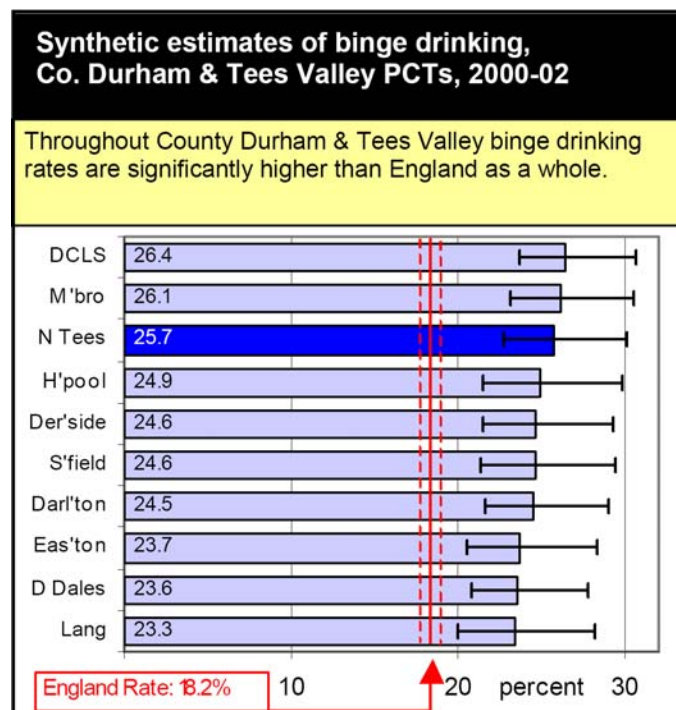 Synthetic estimates of binge drinking,
Co. Durham & Tees Valley PCTs, 2000-02
Throughout County Durham & Tees Valley binge drinking
rates are significantly higher than England as a whole.
DCLS 26.4
M'bro 26.1
N Tees 25.7
H'pool 24.9
Der'side 24.6
S'field 24.6
Darl'ton 24.5
Eas'ton 23.7
D Dales 23.6
Lang 23.3
England Rate: 18.2% 10 20 percent 30